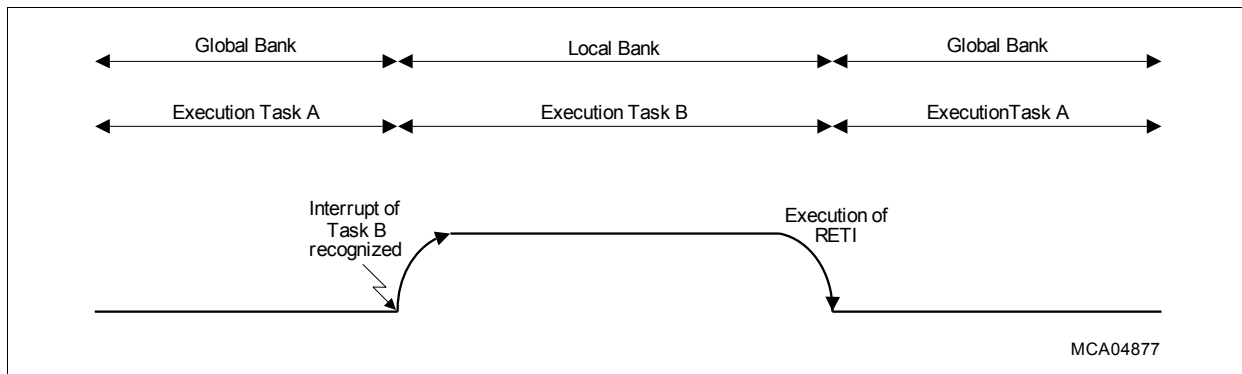 Global Bank
Local Bank
Global Bank
Execution Task A
Execution Task B
ExecutionTask A
Interrupt of
Task B
recognized
Execution of
RETI
MCA04877